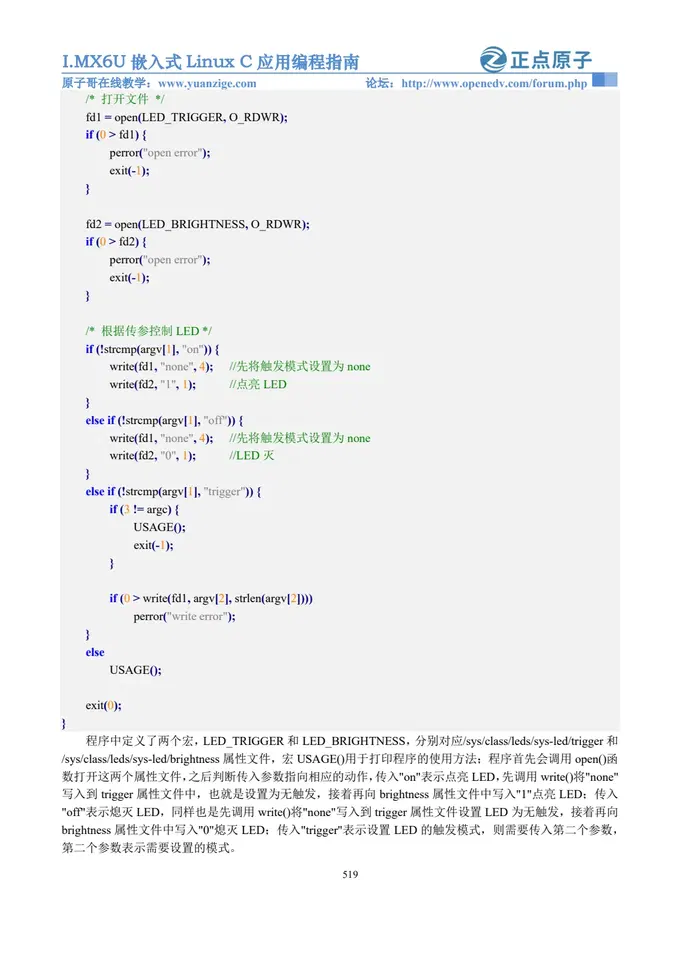 I.MX6U 嵌入式 Linux C 应用编程指南
正点原子
原子哥在线教学：www.yuanzige.com 论坛：http://www.openedv.com/forum.php
/* 打开文件 */
fd1 = open(LED_TRIGGER, O_RDWR);
if (0 > fd1) {
perror("open error");
exit(-1);
}
fd2 = open(LED_BRIGHTNESS, O_RDWR);
if (0 > fd2) {
perror("open error");
exit(-1);
}
/* 根据传参控制 LED */
if (!strcmp(argv[1], "on")) {
write(fd1, "none", 4); //先将触发模式设置为 none
write(fd2, "1", 1); //点亮 LED
}
else if (!strcmp(argv[1], "off")) {
write(fd1, "none", 4); //先将触发模式设置为 none
write(fd2, "0", 1); //LED 灭
}
else if (!strcmp(argv[1], "trigger")) {
if (3 != argc) {
USAGE();
exit(-1);
}
if (0 > write(fd1, argv[2], strlen(argv[2])))
perror("write error");
}
else
USAGE();
exit(0);
}
程序中定义了两个宏，LED_TRIGGER 和 LED_BRIGHTNESS，分别对应/sys/class/leds/sys-led/trigger 和
/sys/class/leds/sys-led/brightness 属性文件，宏 USAGE()用于打印程序的使用方法；程序首先会调用 open()函
数打开这两个属性文件，之后判断传入参数指向相应的动作，传入"on"表示点亮 LED，先调用 write()将"none"
写入到 trigger 属性文件中，也就是设置为无触发，接着再向 brightness 属性文件中写入"1"点亮 LED；传入
"off"表示熄灭 LED，同样也是先调用 write()将"none"写入到 trigger 属性文件设置 LED 为无触发，接着再向
brightness 属性文件中写入"0"熄灭 LED；传入"trigger"表示设置 LED 的触发模式，则需要传入第二个参数，
第二个参数表示需要设置的模式。
519